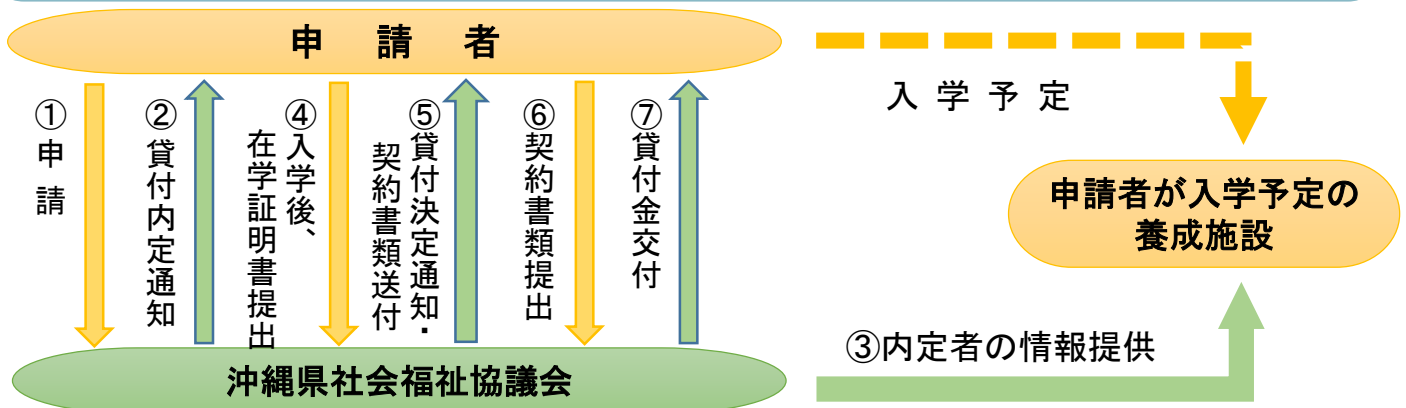 申請者
①申請
②貸付内定通知
④入学後、
在学証明書提出
⑤貸付決定通知・
契約書類送付
⑥契約書類提出
⑦貸付金交付
入学予定
申請者が入学予定の
養成施設
③内定者の情報提供
沖縄県社会福祉協議会